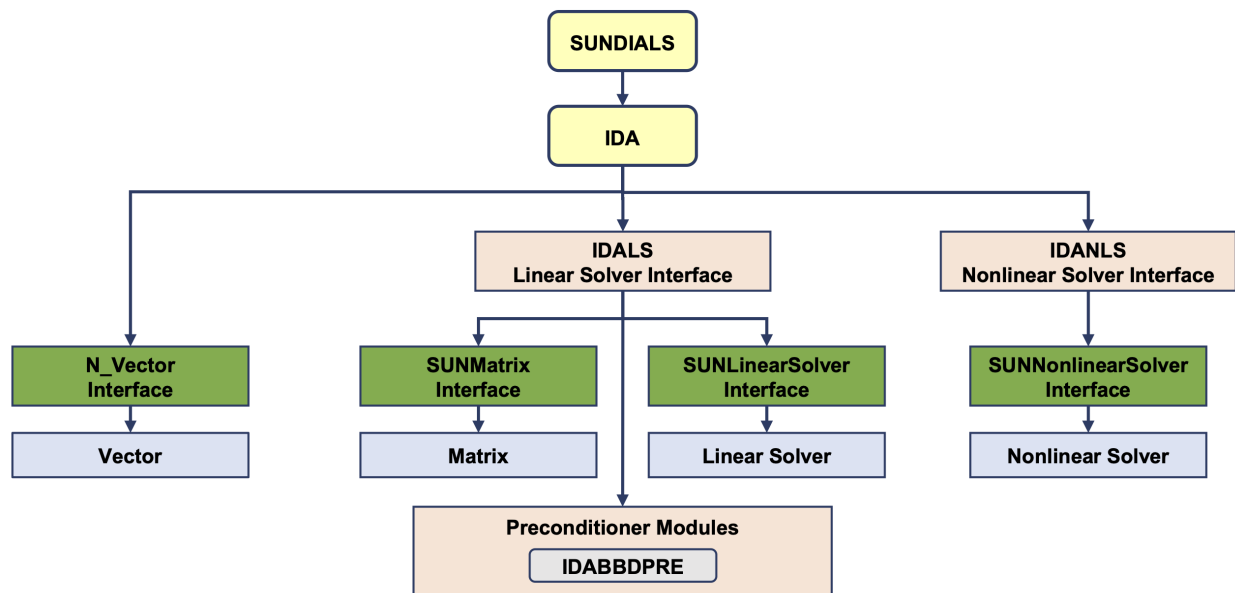 SUNDIALS
IDA
IDALS
Linear Solver Interface
IDANLS
Nonlinear Solver Interface
N_Vector
Interface
SUNMatrix
Interface
SUNLinearSolver
Interface
SUNNonlinearSolver
Interface
Vector
Matrix
Linear Solver
Nonlinear Solver
Preconditioner Modules
IDABBDPRE